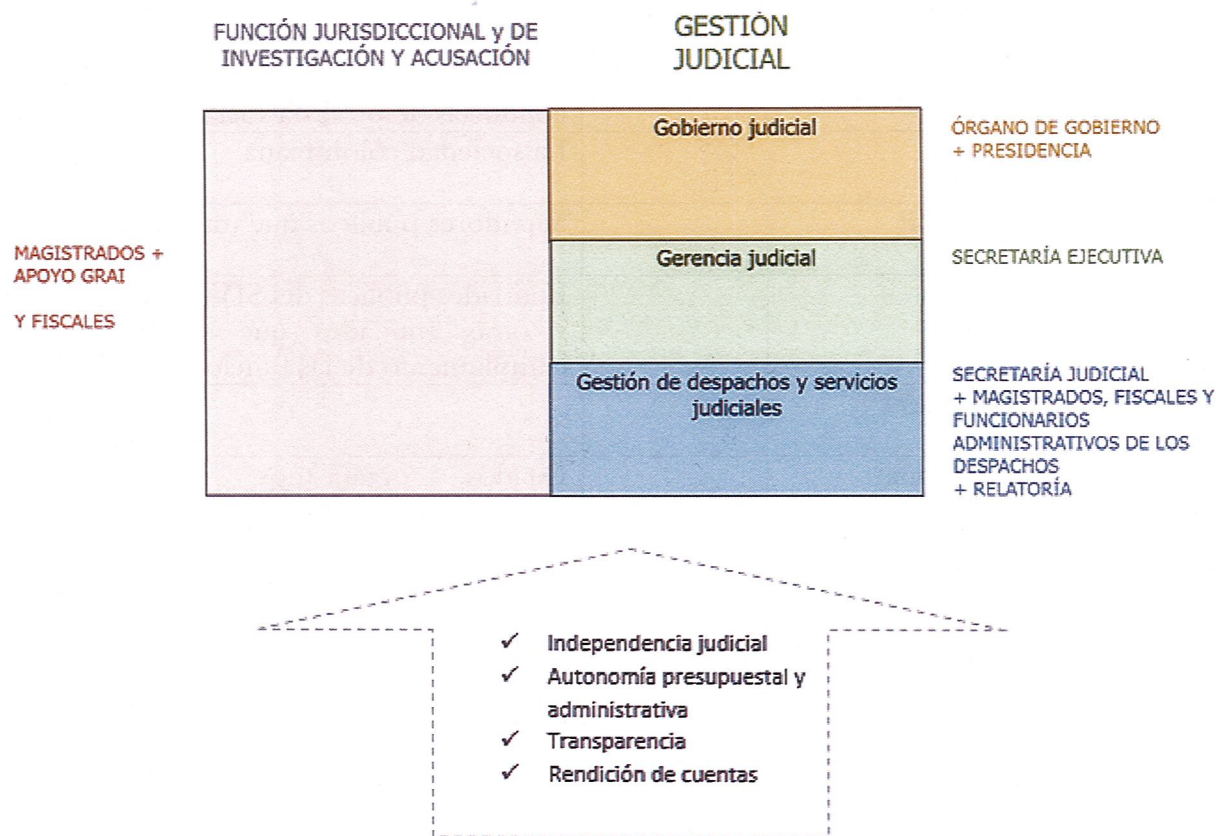 FUNCIÓN JURISDICCIONAL y DE
INVESTIGACIÓN Y ACUSACIÓN
GESTIÓN
JUDICIAL
MAGISTRADOS +
APOYO GRAI
Y FISCALES
Gobierno judicial
ÓRGANO DE GOBIERNO
+ PRESIDENCIA
Gerencia judicial
SECRETARÍA EJECUTIVA
Gestión de despachos y servicios
judiciales
SECRETARÍA JUDICIAL
+ MAGISTRADOS, FISCALES Y
FUNCIONARIOS
ADMINISTRATIVOS DE LOS
DESPACHOS
+ RELATORÍA
✓ Independencia judicial
✓ Autonomía presupuestal y
administrativa
✓ Transparencia
✓ Rendición de cuentas